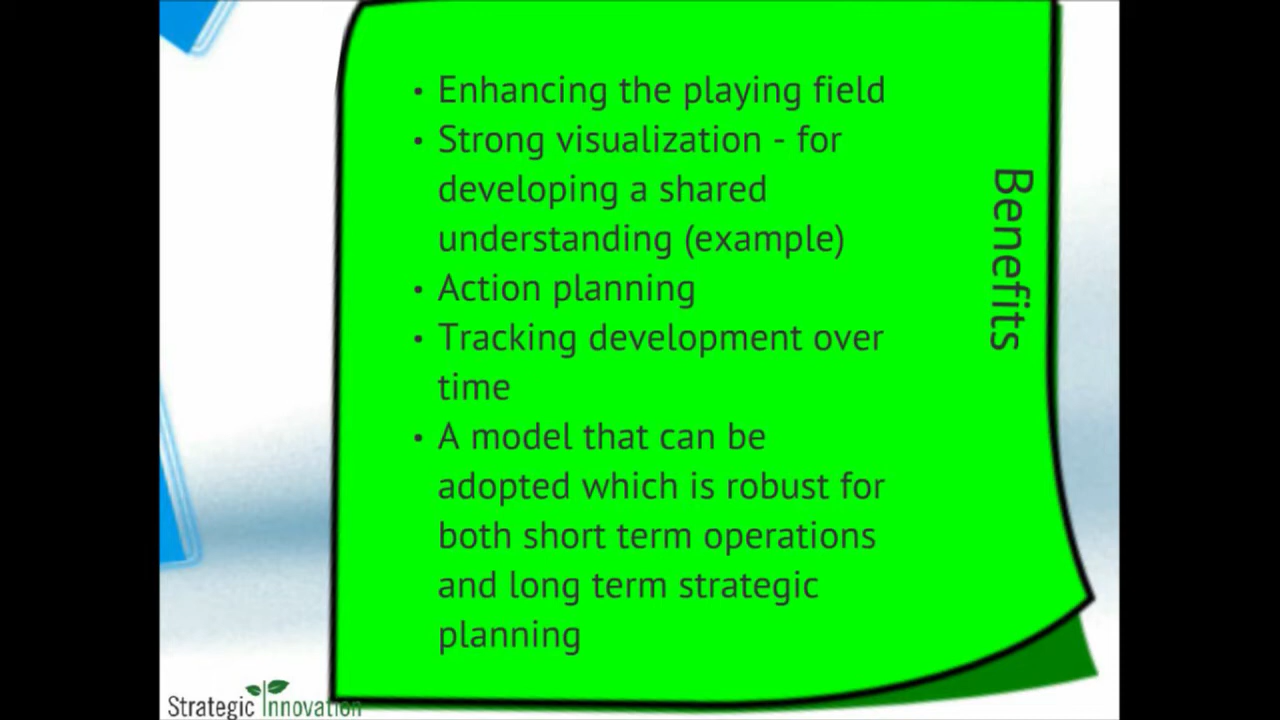 • Enhancing the playing field
• Strong visualization - for
developing a shared
understanding (example)
• Action planning
• Tracking development over
time
• A model that can be
adopted which is robust for
both short term operations
and long term strategic
planning
Benefits
Strategic Innovation